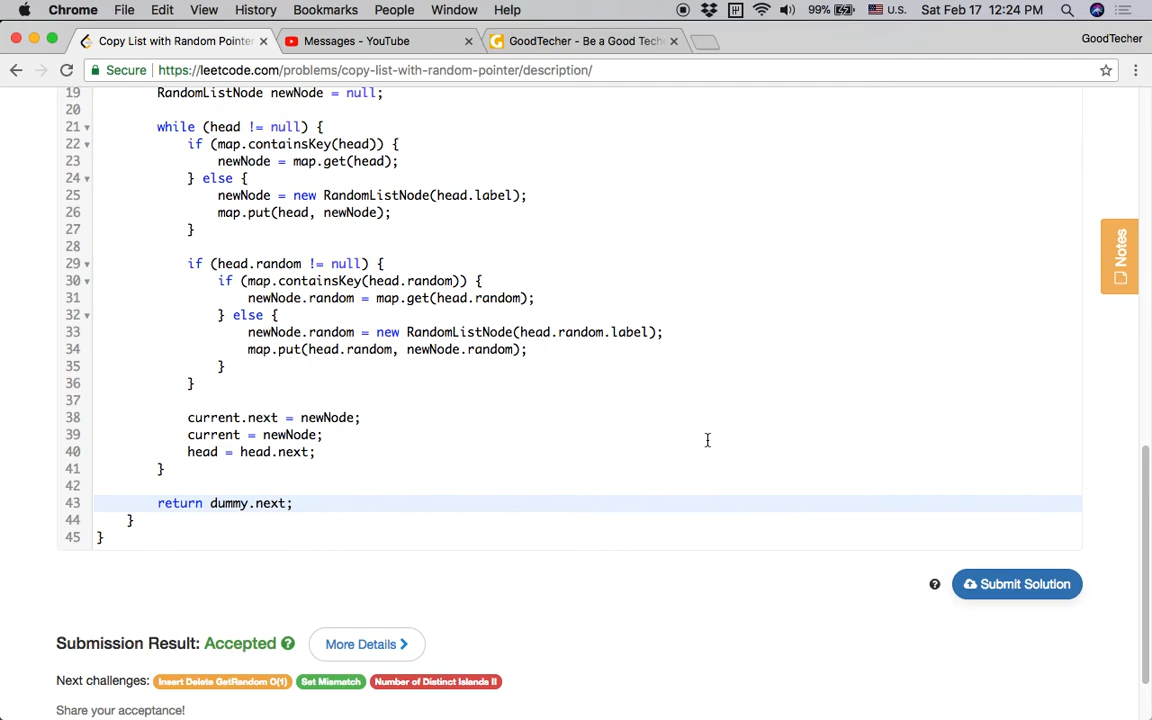 Chrome File Edit View History Bookmarks People Window Help 99% U.S. Sat Feb 17 12:24 PM
Copy List with Random Pointer Messages - YouTube GoodTecher - Be a Good Tech GoodTecher
Secure https://leetcode.com/problems/copy-list-with-random-pointer/description/
19 RandomListNode newNode = null;
20
21 while (head != null) {
22 if (map.containsKey(head)) {
23 newNode = map.get(head);
24 } else {
25 newNode = new RandomListNode(head.label);
26 map.put(head, newNode);
27 }
28
29 if (head.random != null) {
30 if (map.containsKey(head.random)) {
31 newNode.random = map.get(head.random);
32 } else {
33 newNode.random = new RandomListNode(head.random.label);
34 map.put(head.random, newNode.random);
35 }
36 }
37
38 current.next = newNode;
39 current = newNode;
40 head = head.next;
41 }
42
43 return dummy.next;
44 }
45 }
Notes
Submit Solution
Submission Result: Accepted More Details
Next challenges: Insert Delete GetRandom O(1) Set Mismatch Number of Distinct Islands II
Share your acceptance!